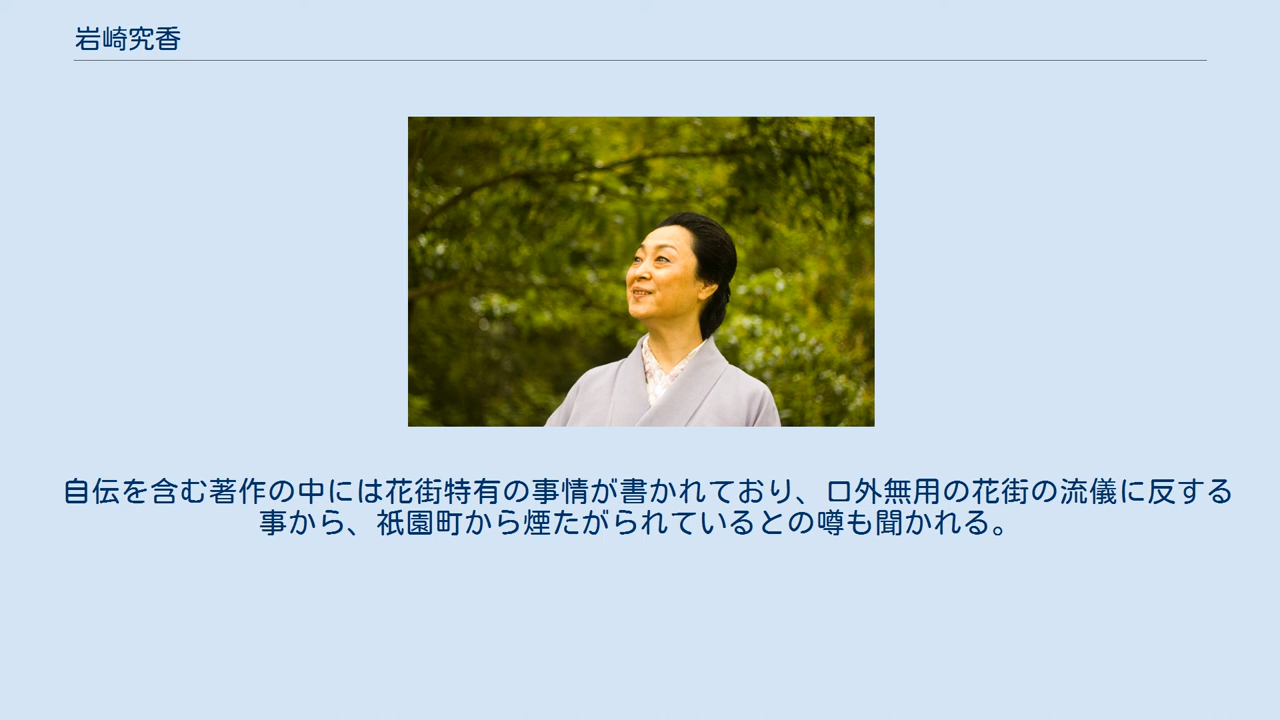 岩崎究香
自伝を含む著作の中には花街特有の事情が書かれており、口外無用の花街の流儀に反する
事から、祇園町から煙たがられているとの噂も聞かれる。